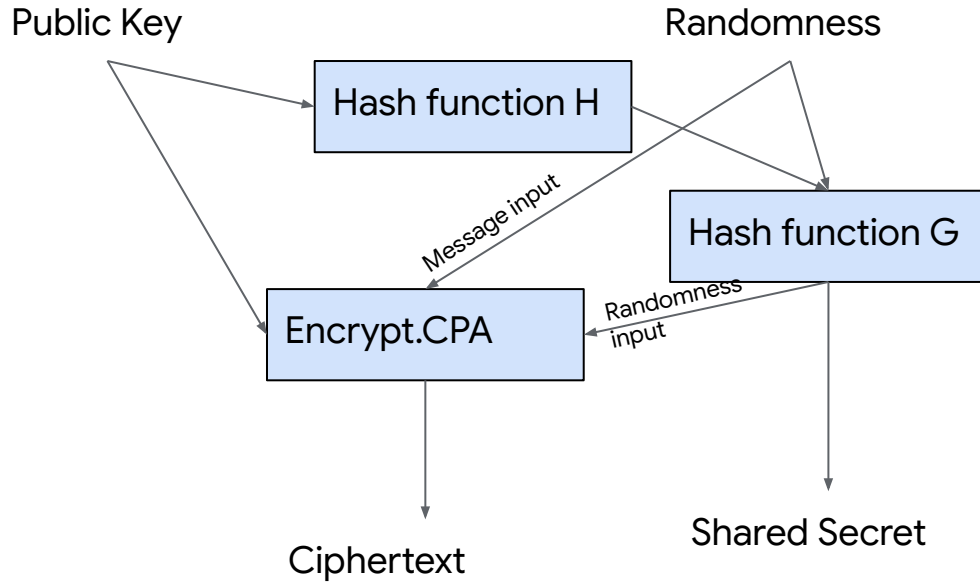 Public Key
Randomness
Hash function H
Message input
Hash function G
Randomness
input
Encrypt.CPA
Shared Secret
Ciphertext